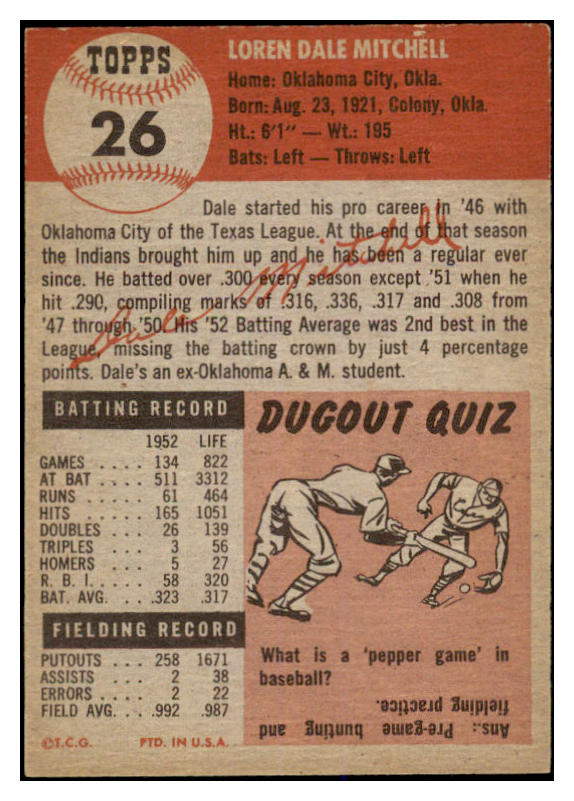 TOPPS
26
LOREN DALE MITCHELL
Home: Oklahoma City, Okla.
Born: Aug. 23, 1921, Colony, Okla.
Ht.: 6'1" — Wt.: 195
Bats: Left — Throws: Left
Dale started his pro career in '46 with
Oklahoma City of the Texas League. At the end of that season
the Indians brought him up and he has been a regular ever
since. He batted over .300 every season except '51 when he
hit .290, compiling marks of .316, .336, .317 and .308 from
'47 through '50. His '52 Batting Average was 2nd best in the
League, missing the batting crown by just 4 percentage
points. Dale's an ex-Oklahoma A. & M. student.
Dale Mitchell
BATTING RECORD
1952 LIFE
GAMES .... 134 822
AT BAT .... 511 3312
RUNS ..... 61 464
HITS ..... 165 1051
DOUBLES ... 26 139
TRIPLES ... 3 56
HOMERS ... 5 27
R. B. I. .... 58 320
BAT. AVG. ... .323 .317
FIELDING RECORD
PUTOUTS ... 258 1671
ASSISTS ... 2 38
ERRORS .... 2 22
FIELD AVG. .. .992 .987
©T.C.G. PTD. IN U.S.A.
DUGOUT QUIZ
What is a 'pepper game' in
baseball?
Ans.: Pre-game bunting and
fielding practice.